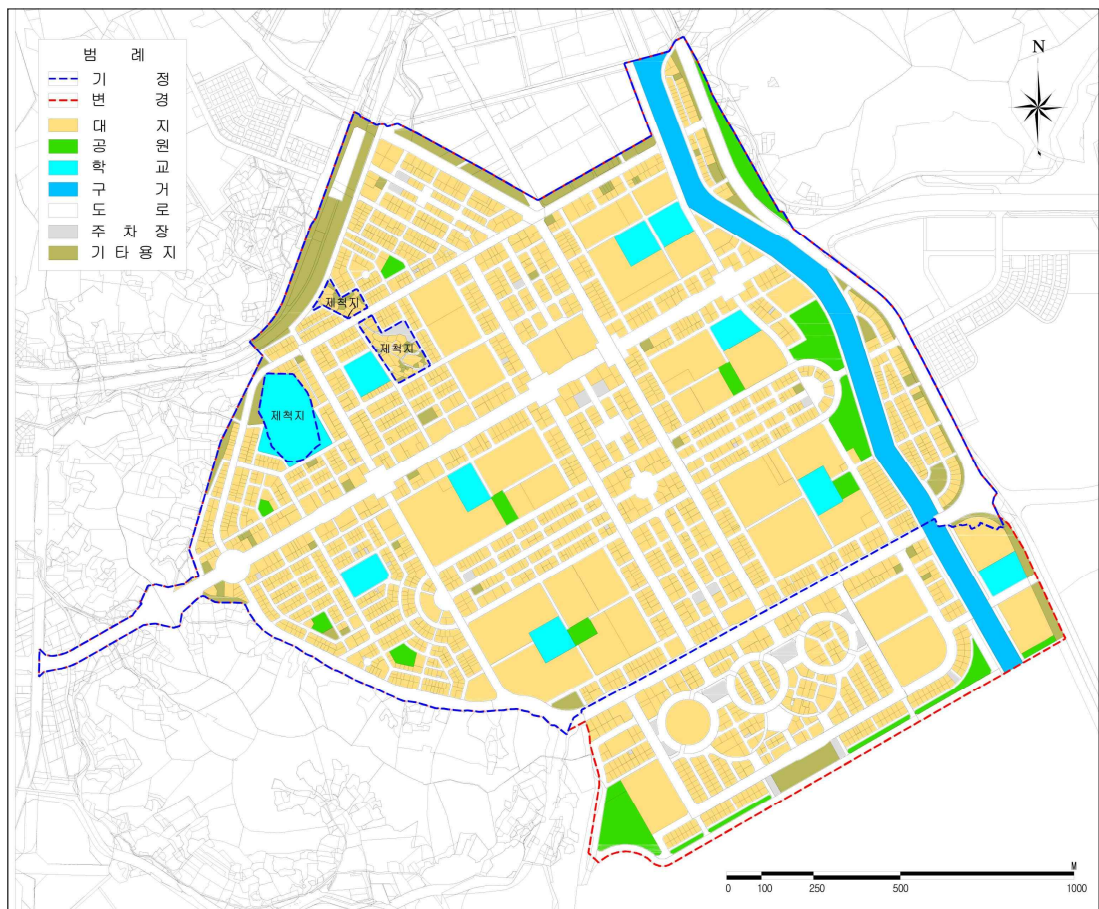 범 례
기 정
변 경
대 지
공 원
학 교
구 거
도 로
주 차 장
기 타 용 지
N
제척지
제척지
제척지
M
0 100 250 500 1000